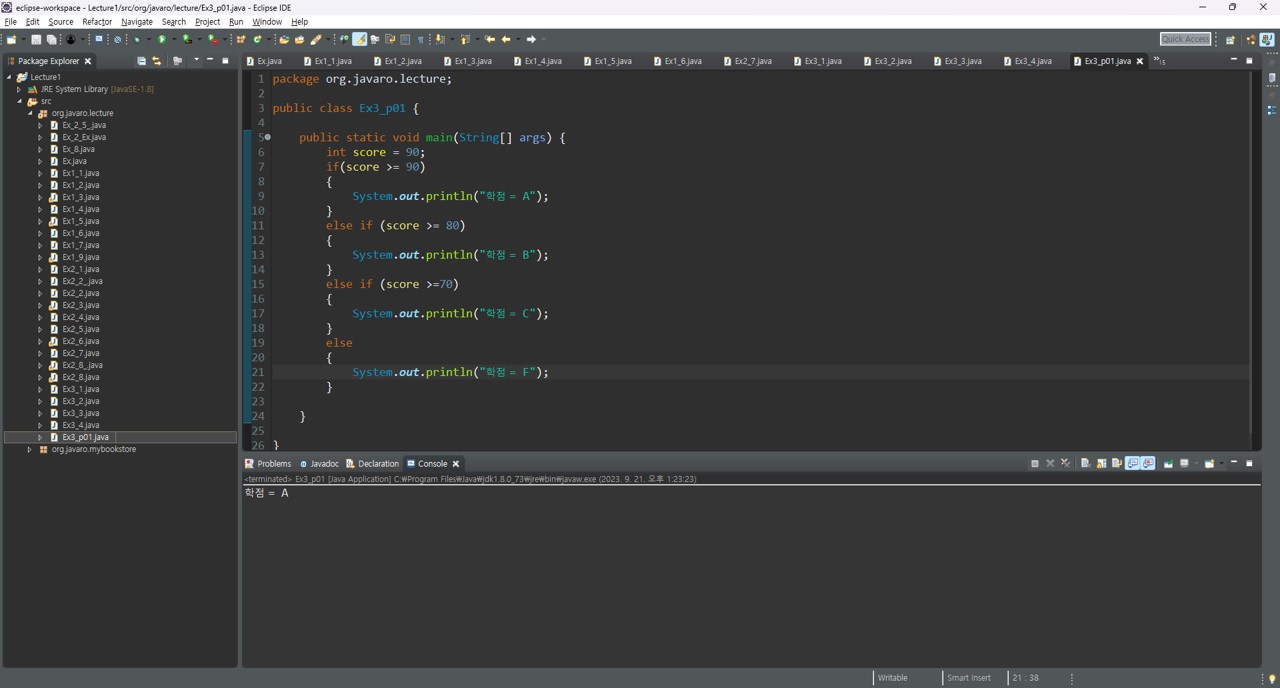 eclipse-workspace - Lecture1/src/org/javaro/lecture/Ex3_p01.java - Eclipse IDE
File Edit Source Refactor Navigate Search Project Run Window Help
Quick Access
Package Explorer
Ex.java Ex1_1.java Ex1_2.java Ex1_3.java Ex1_4.java Ex1_5.java Ex1_6.java Ex2_7.java Ex3_1.java Ex3_2.java Ex3_3.java Ex3_4.java Ex3_p01.java »15
Lecture1
JRE System Library [JavaSE-1.8]
src
org.javaro.lecture
Ex_2_5_.java
Ex_2_Ex.java
Ex_8.java
Ex.java
Ex1_1.java
Ex1_2.java
Ex1_3.java
Ex1_4.java
Ex1_5.java
Ex1_6.java
Ex1_7.java
Ex1_9.java
Ex2_1.java
Ex2_2_.java
Ex2_2.java
Ex2_3.java
Ex2_4.java
Ex2_5.java
Ex2_6.java
Ex2_7.java
Ex2_8_.java
Ex2_8.java
Ex3_1.java
Ex3_2.java
Ex3_3.java
Ex3_4.java
Ex3_p01.java
org.javaro.mybookstore
1 package org.javaro.lecture;
2
3 public class Ex3_p01 {
4
5 public static void main(String[] args) {
6 int score = 90;
7 if(score >= 90)
8 {
9 System.out.println("학점 = A");
10 }
11 else if (score >= 80)
12 {
13 System.out.println("학점 = B");
14 }
15 else if (score >=70)
16 {
17 System.out.println("학점 = C");
18 }
19 else
20 {
21 System.out.println("학점 = F");
22 }
23
24 }
25
26 }
Problems Javadoc Declaration Console
<terminated> Ex3_p01 [Java Application] C:₩Program Files₩Java₩jdk1.8.0_73₩jre₩bin₩javaw.exe (2023. 9. 21. 오후 1:23:23)
학점 = A
Writable Smart Insert 21 : 38